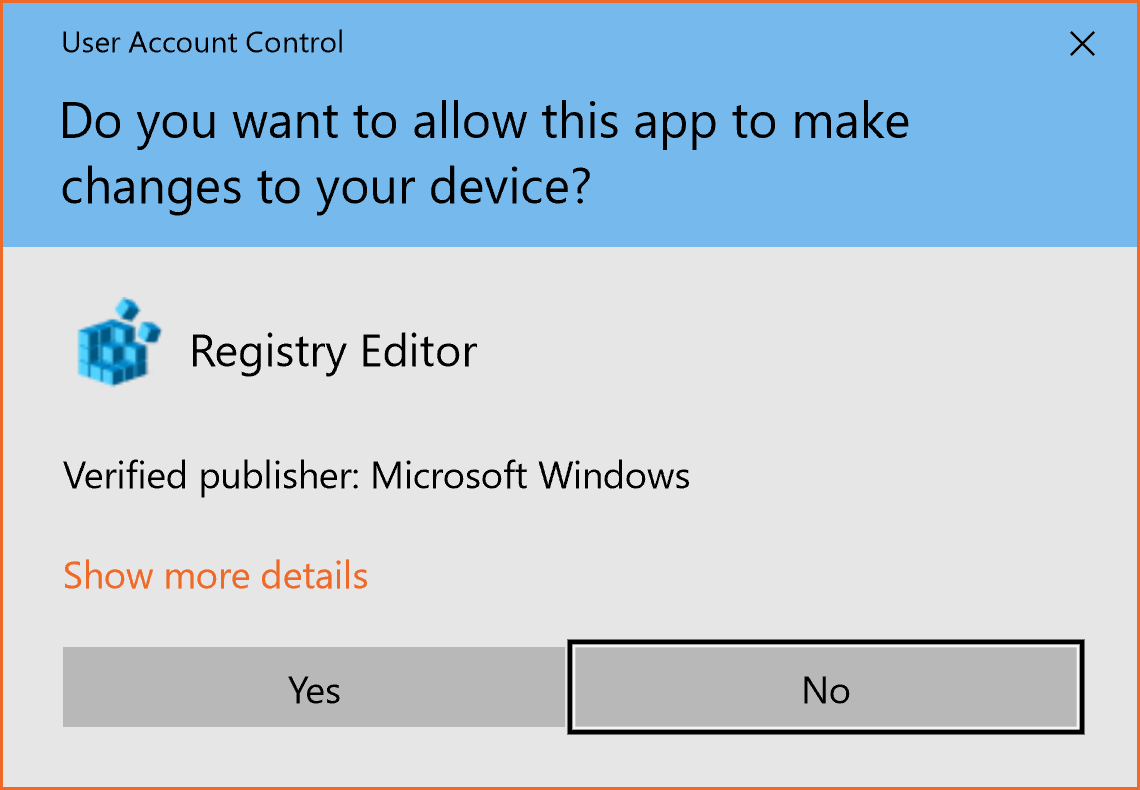 User Account Control
Do you want to allow this app to make
changes to your device?
Registry Editor
Verified publisher: Microsoft Windows
Show more details
Yes
No